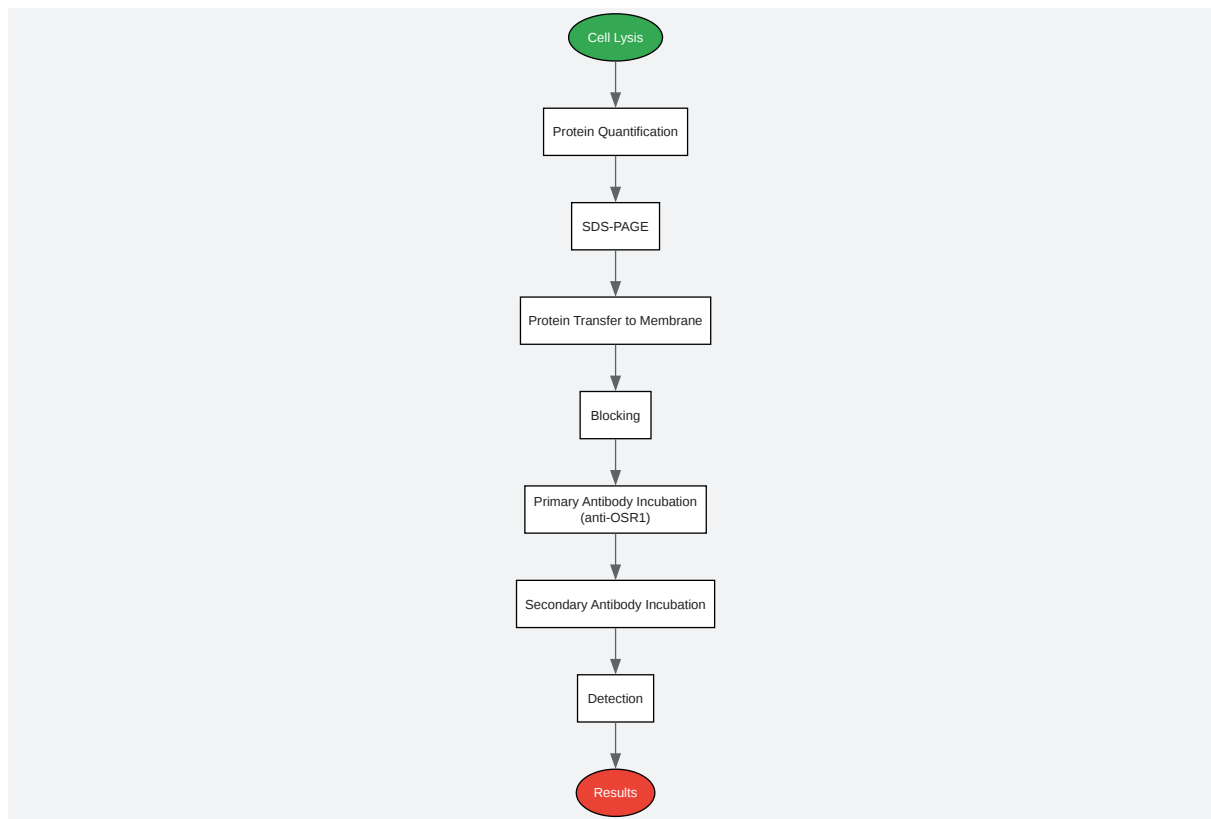 Cell Lysis
Protein Quantification
SDS-PAGE
Protein Transfer to Membrane
Blocking
Primary Antibody Incubation
(anti-OSR1)
Secondary Antibody Incubation
Detection
Results